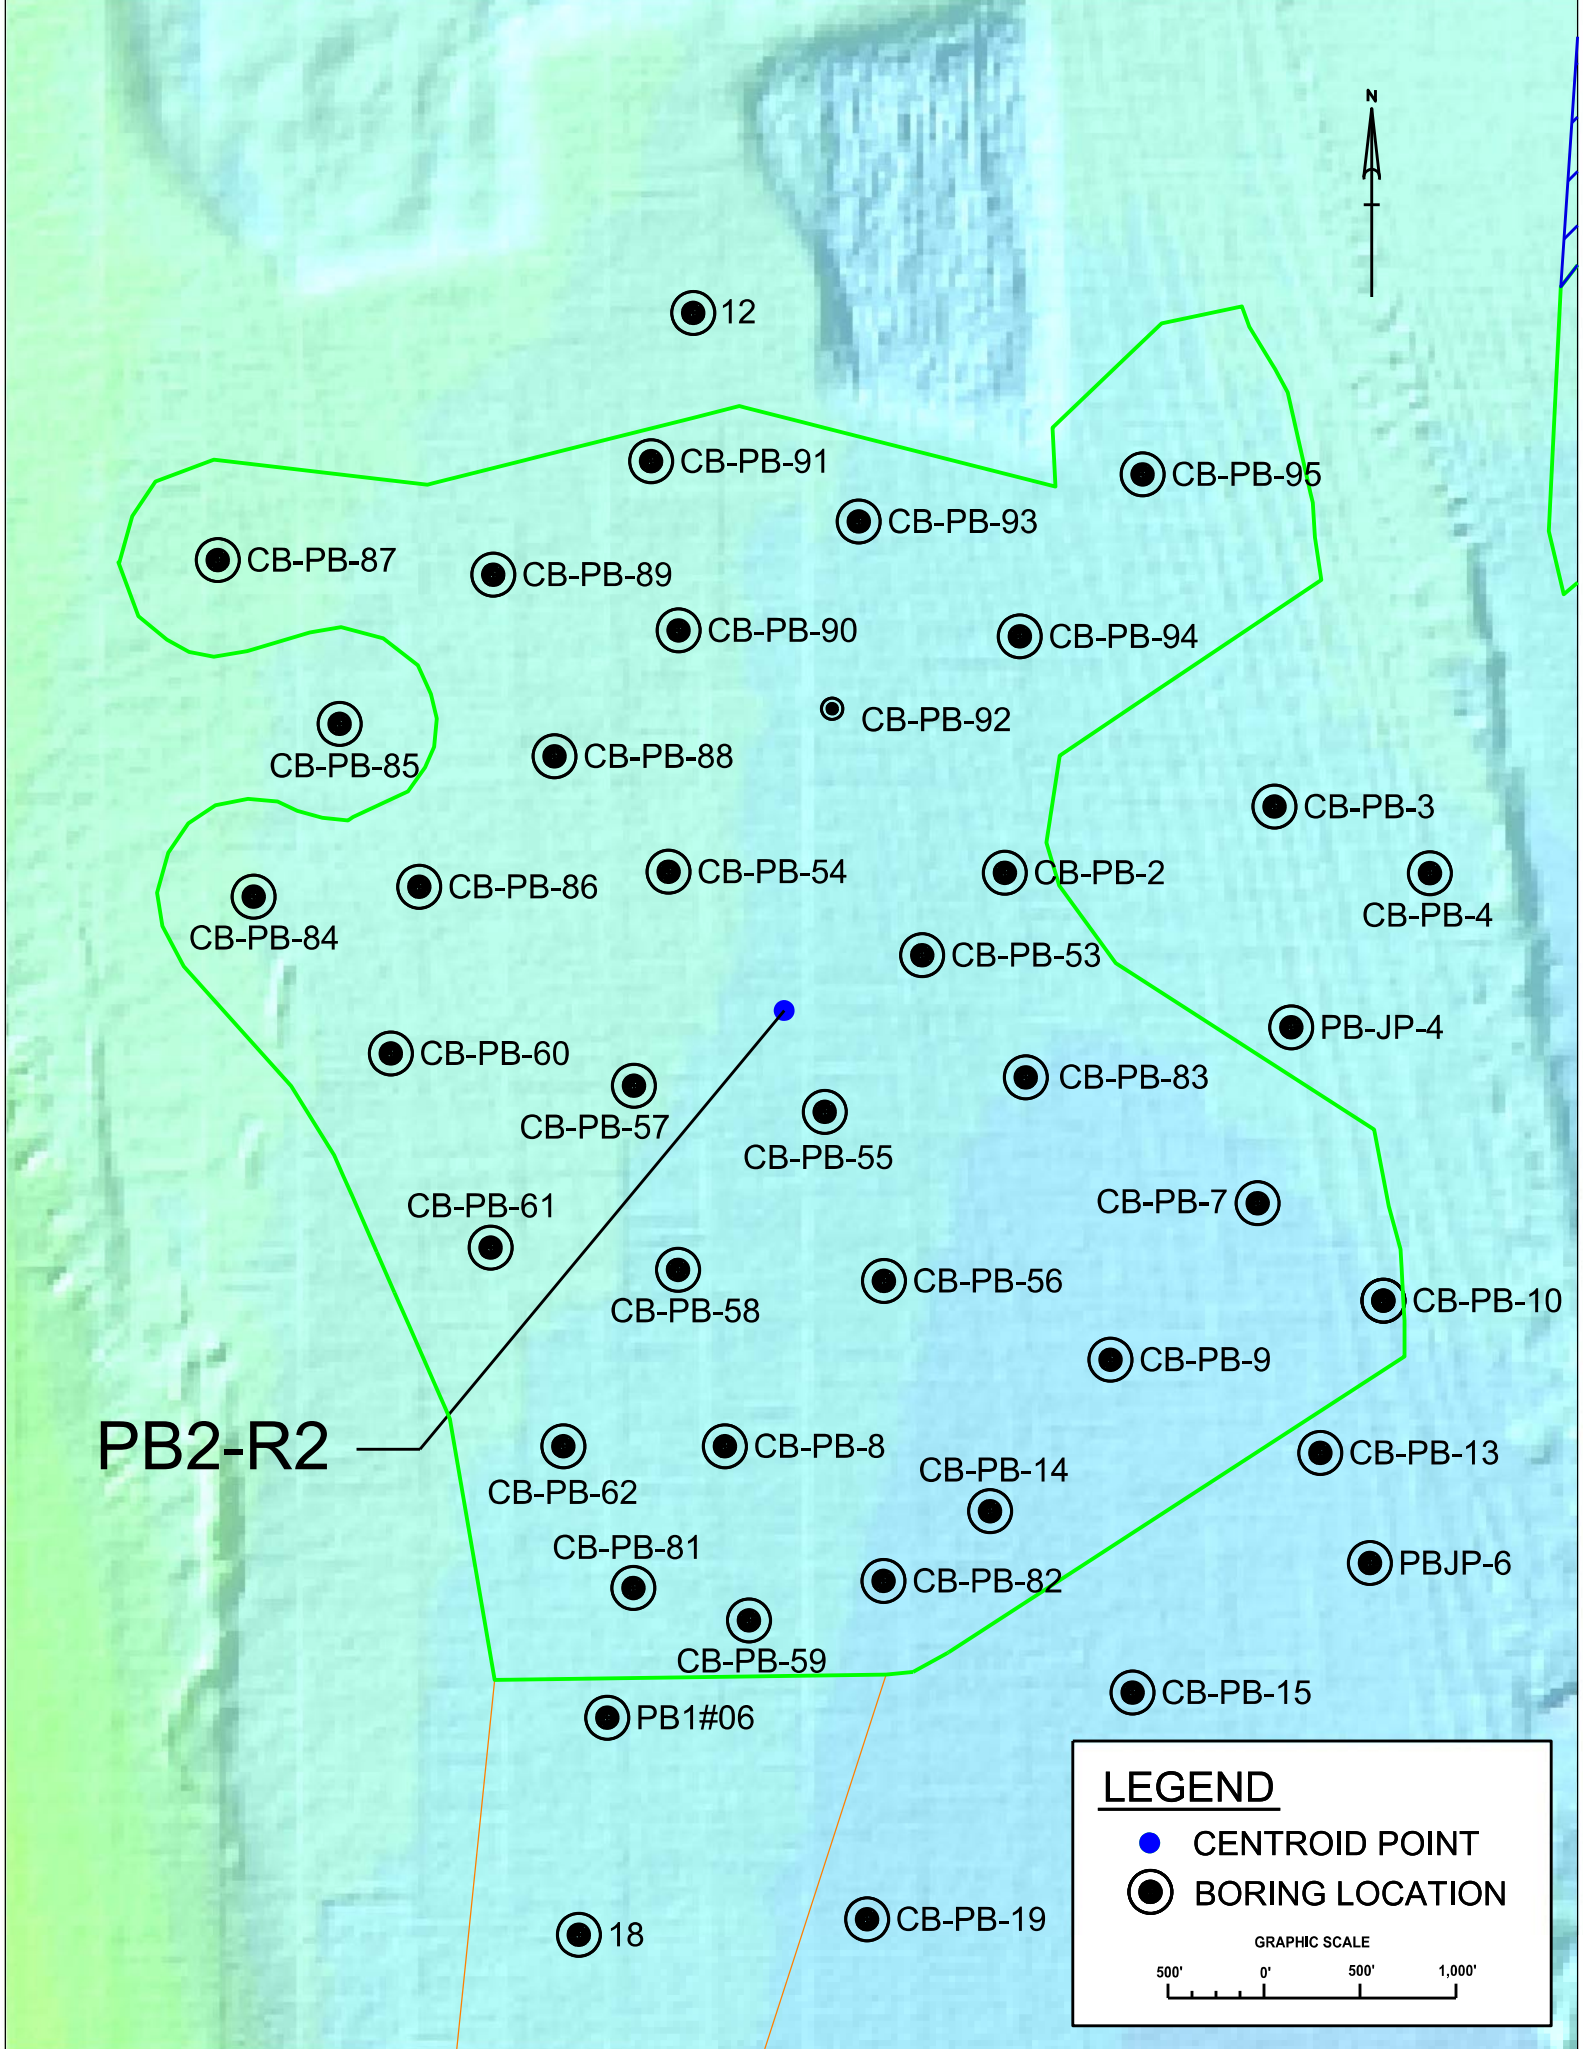 N
12
CB-PB-91
CB-PB-95
CB-PB-93
CB-PB-87
CB-PB-89
CB-PB-90
CB-PB-94
CB-PB-92
CB-PB-88
CB-PB-85
CB-PB-3
CB-PB-54
CB-PB-2
CB-PB-86
CB-PB-4
CB-PB-84
CB-PB-53
PB-JP-4
CB-PB-60
CB-PB-83
CB-PB-57
CB-PB-55
CB-PB-7
CB-PB-61
CB-PB-56
CB-PB-58
CB-PB-10
CB-PB-9
PB2-R2
CB-PB-8
CB-PB-13
CB-PB-14
CB-PB-62
CB-PB-81
PBJP-6
CB-PB-82
CB-PB-59
CB-PB-15
PB1#06
LEGEND
CENTROID POINT
BORING LOCATION
CB-PB-19
18
GRAPHIC SCALE
500' 0' 500' 1,000'